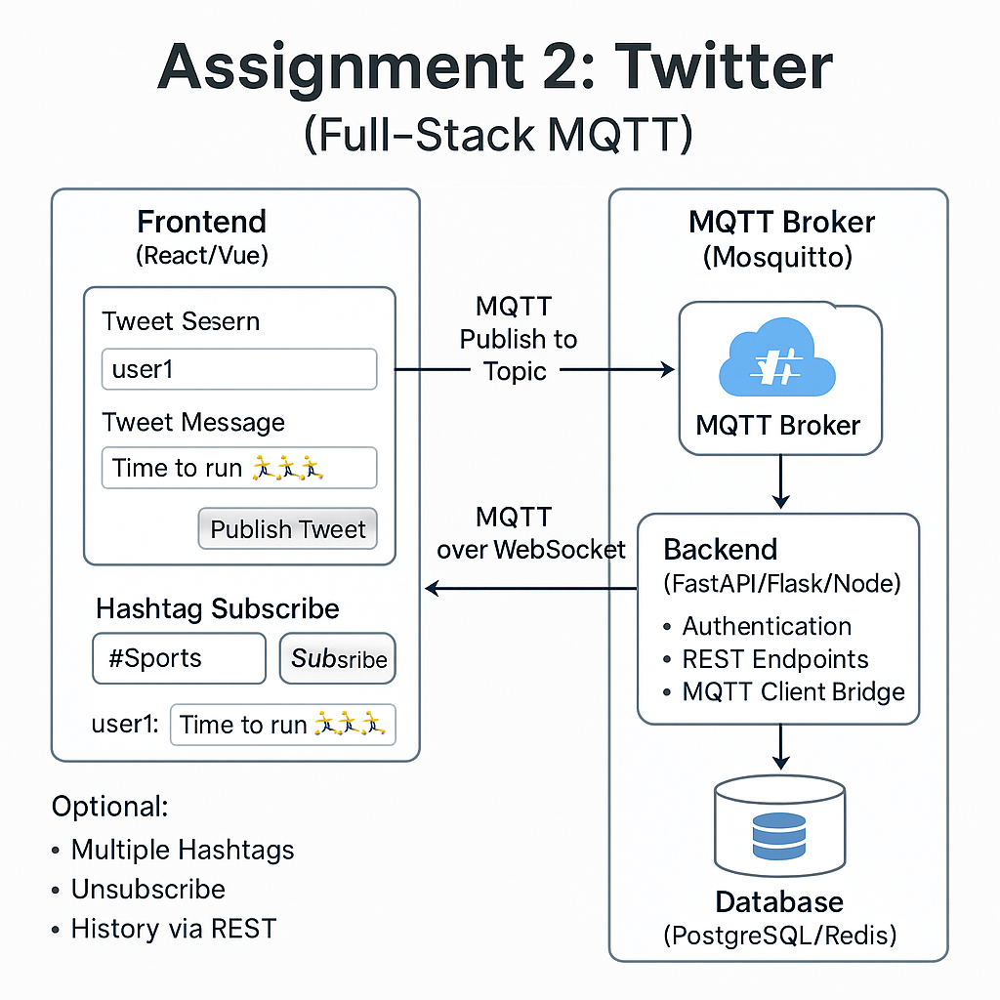 Assignment 2: Twitter
(Full-Stack MQTT)
Frontend
(React/Vue)
Tweet Sesern
user1
Tweet Message
Time to run
Publish Tweet
Hashtag Subscribe
#Sports
Subsribe
user1:
Time to run
Optional:
• Multiple Hashtags
• Unsubscribe
• History via REST
MQTT
Publish to
Topic
MQTT
over WebSocket
MQTT Broker
(Mosquitto)
#
MQTT Broker
Backend
(FastAPI/Flask/Node)
• Authentication
• REST Endpoints
• MQTT Client Bridge
Database
(PostgreSQL/Redis)